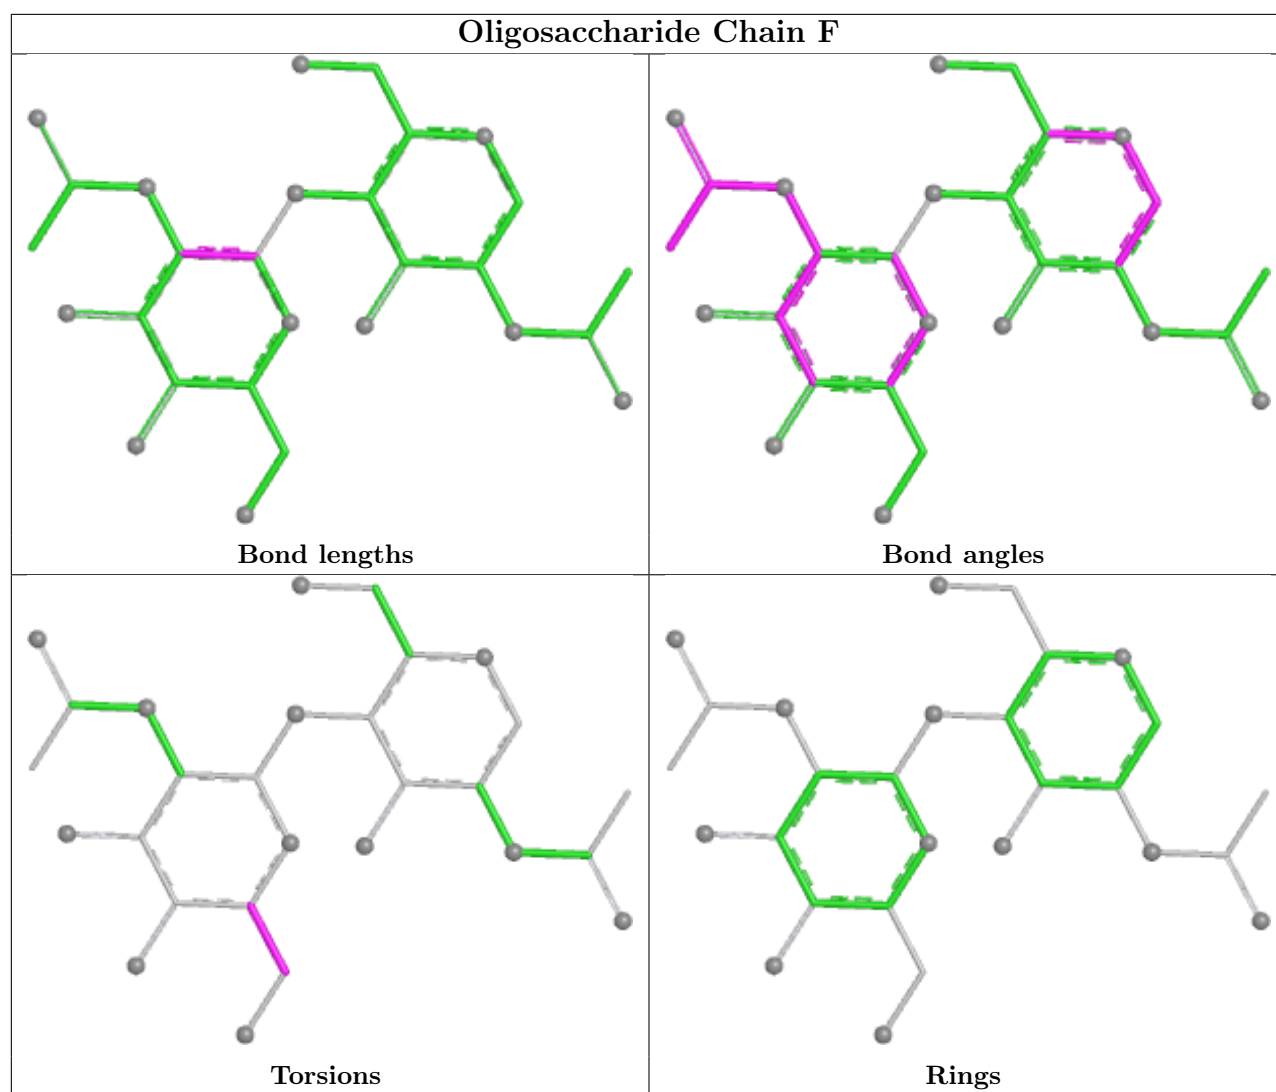 Oligosaccharide Chain F
Bond lengths
Bond angles
Torsions
Rings